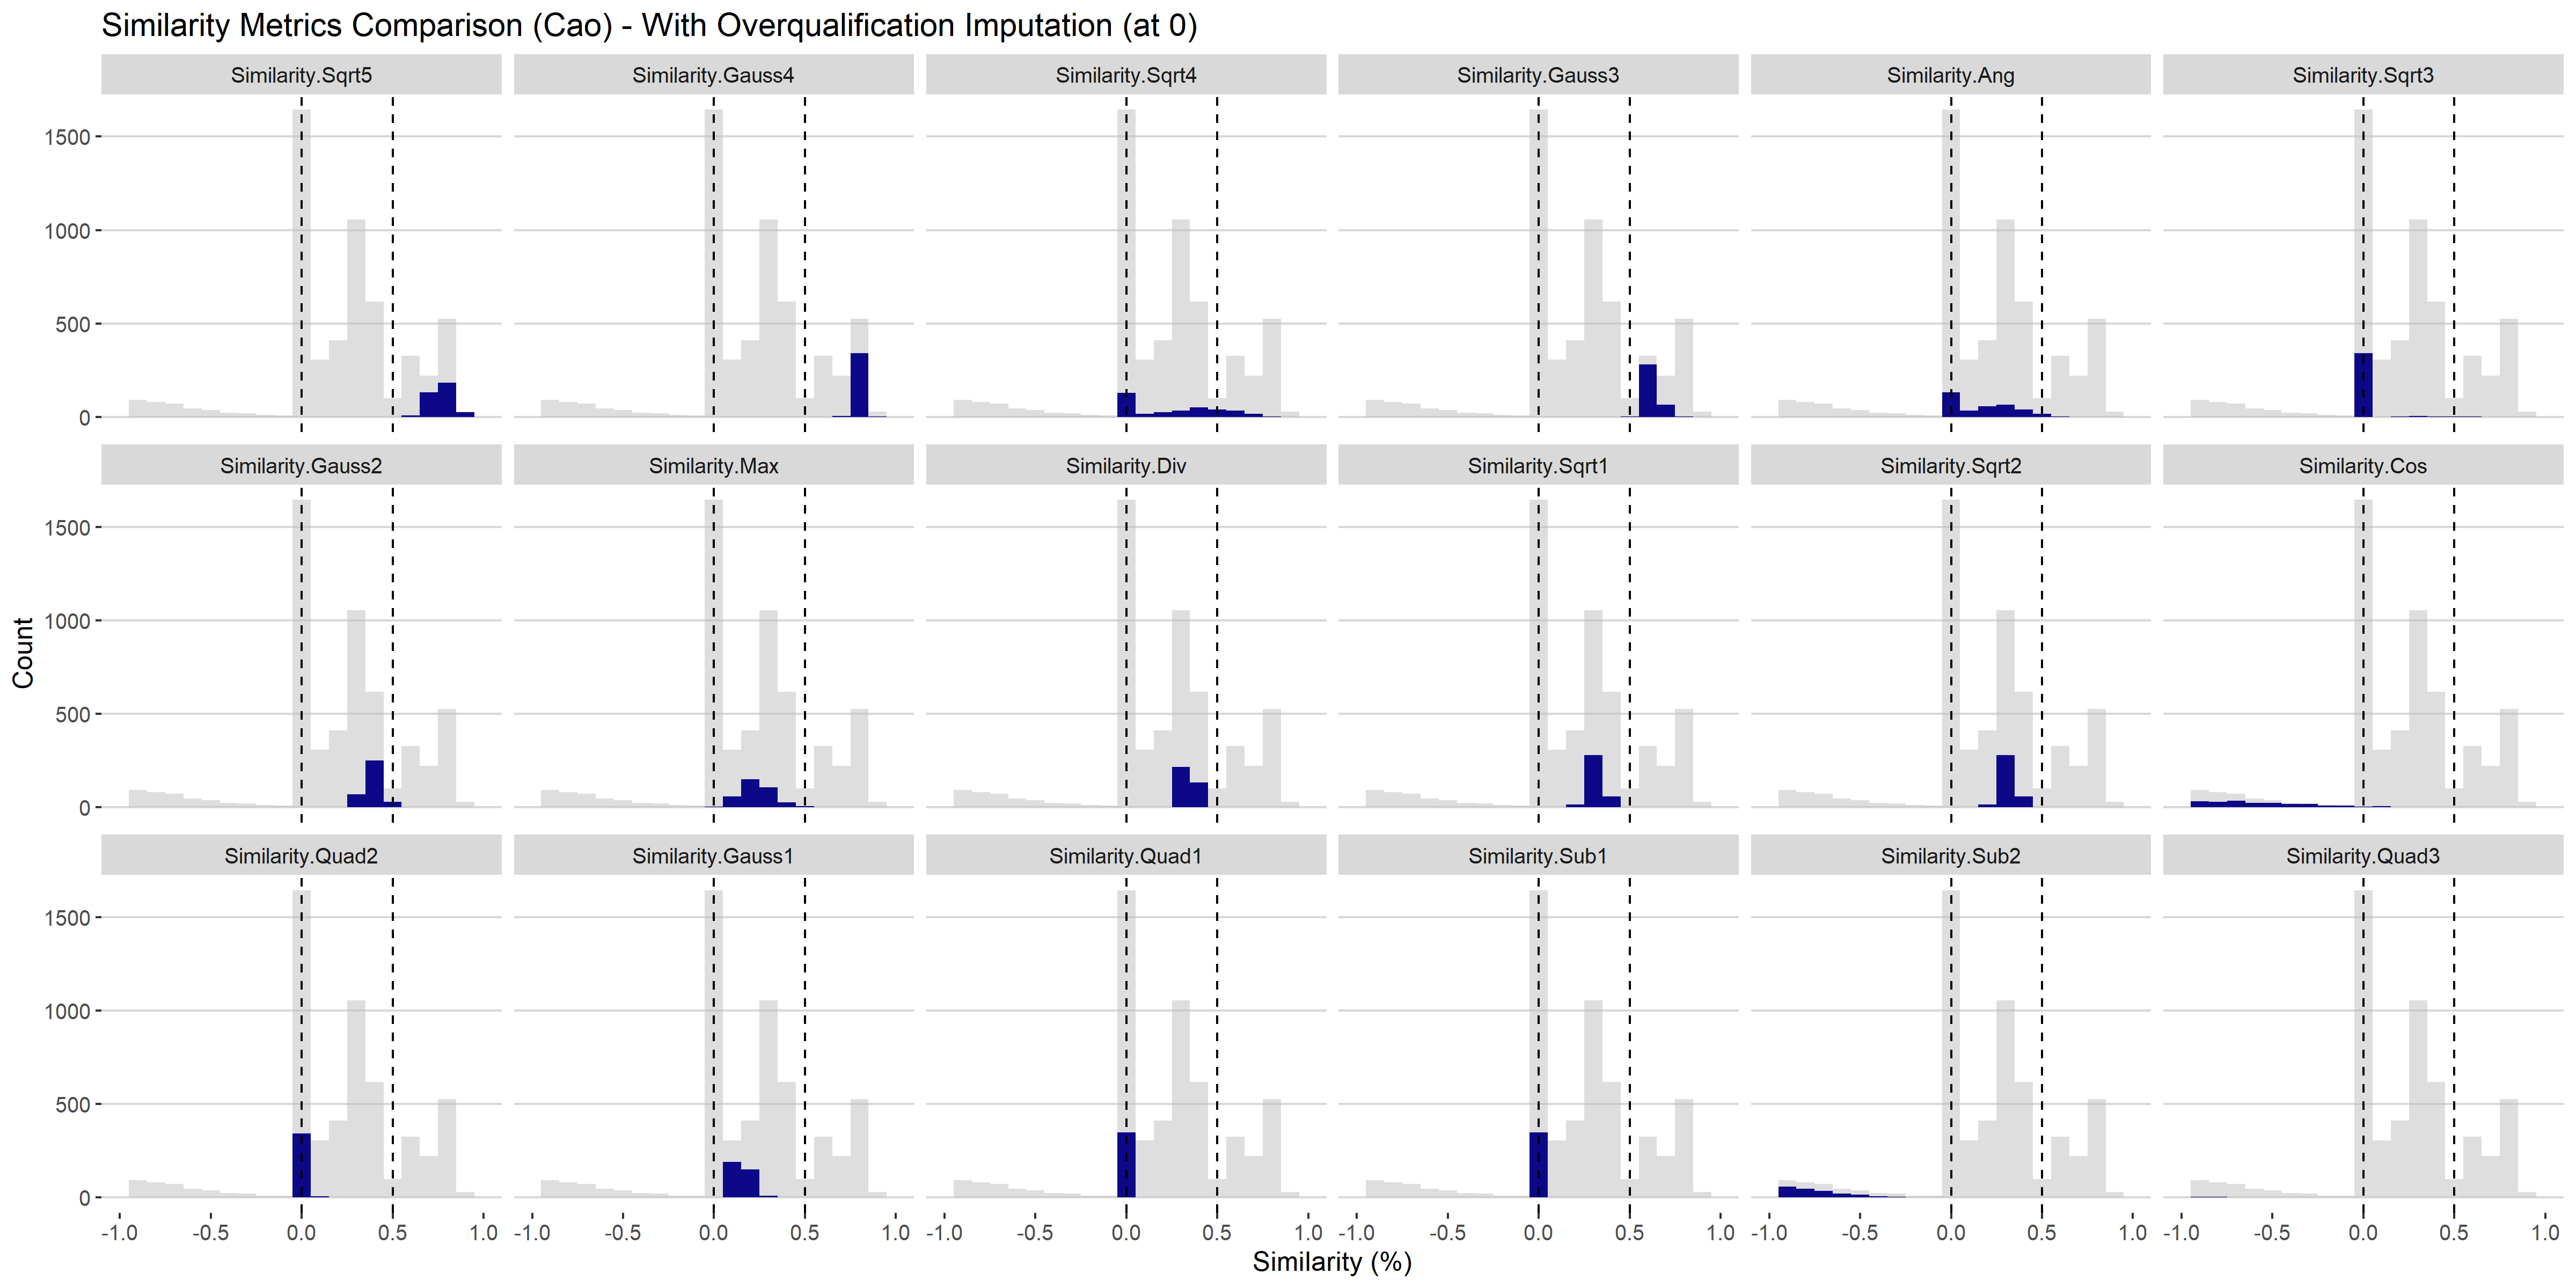 Similarity Metrics Comparison (Cao) - With Overqualification Imputation (at 0)
Similarity.Sqrt5 Similarity.Gauss4 Similarity.Sqrt4 Similarity.Gauss3 Similarity.Ang Similarity.Sqrt3
1500
1000
500
0
Similarity.Gauss2 Similarity.Max Similarity.Div Similarity.Sqrt1 Similarity.Sqrt2 Similarity.Cos
1500
1000
500
0
Count
Similarity.Quad2 Similarity.Gauss1 Similarity.Quad1 Similarity.Sub1 Similarity.Sub2 Similarity.Quad3
1500
1000
500
0
-1.0 -0.5 0.0 0.5 1.0 -1.0 -0.5 0.0 0.5 1.0 -1.0 -0.5 0.0 0.5 1.0 -1.0 -0.5 0.0 0.5 1.0 -1.0 -0.5 0.0 0.5 1.0 -1.0 -0.5 0.0 0.5 1.0
Similarity (%)